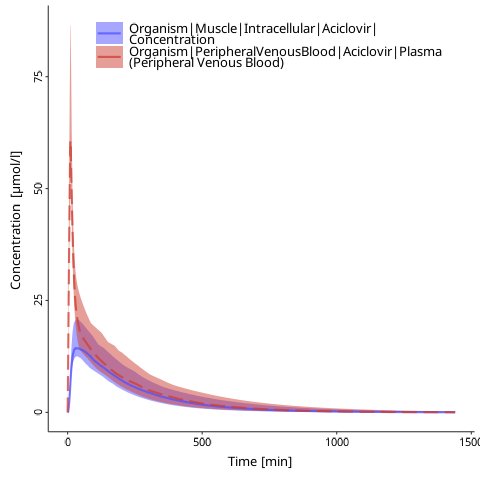 Organism|Muscle|Intracellular|Aciclovir|
Concentration
Organism|PeripheralVenousBlood|Aciclovir|Plasma
(Peripheral Venous Blood)
75
50
25
0
Concentration [µmol/l]
0 500 1000 1500
Time [min]